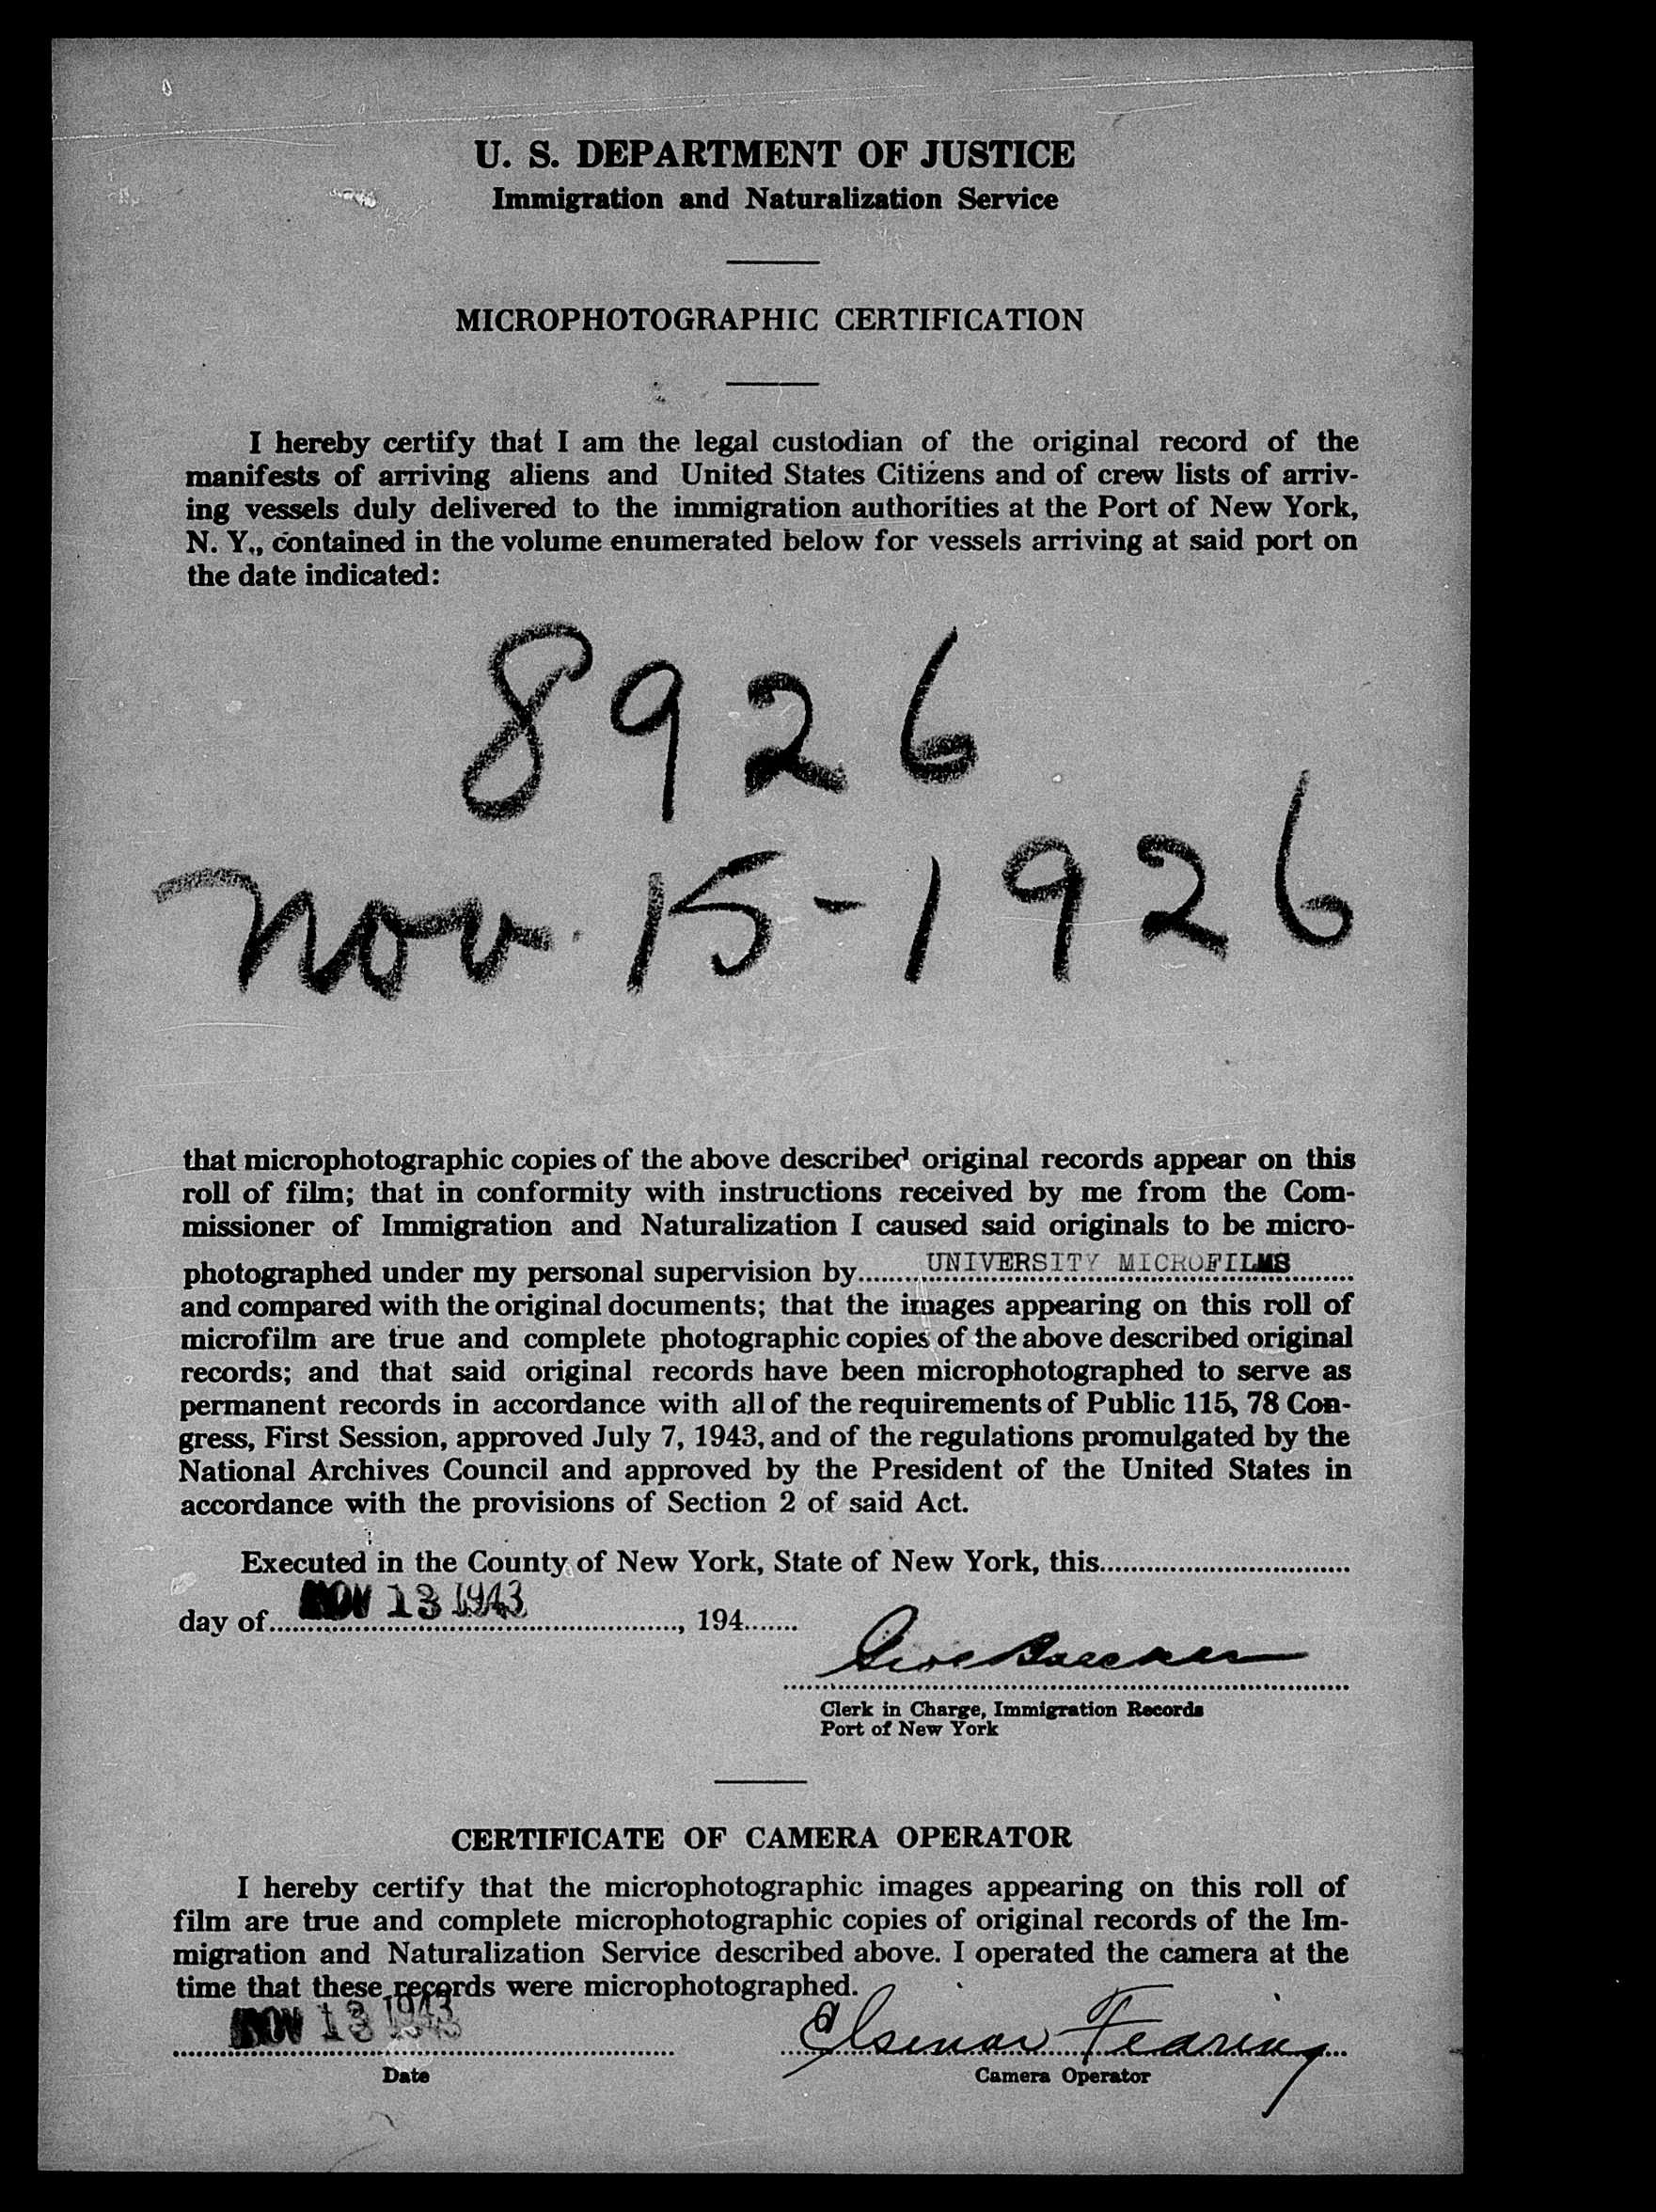 U. S. DEPARTMENT OF JUSTICE
Immigration and Naturalization Service
MICROPHOTOGRAPHIC CERTIFICATION
I hereby certify that I am the legal custodian of the original record of the
manifests of arriving aliens and United States Citizens and of crew lists of arriv-
ing vessels duly delivered to the immigration authorities at the Port of New York,
N. Y., contained in the volume enumerated below for vessels arriving at said port on
the date indicated:
8926
Nov 15-1926
that microphotographic copies of the above described original records appear on this
roll of film; that in conformity with instructions received by me from the Com-
missioner of Immigration and Naturalization I caused said originals to be micro-
photographed under my personal supervision by UNIVERSITY MICROFILMS
and compared with the original documents; that the images appearing on this roll of
microfilm are true and complete photographic copies of the above described original
records; and that said original records have been microphotographed to serve as
permanent records in accordance with all of the requirements of Public 115, 78 Con-
gress, First Session, approved July 7, 1943, and of the regulations promulgated by the
National Archives Council and approved by the President of the United States in
accordance with the provisions of Section 2 of said Act.
Executed in the County of New York, State of New York, this
day of NOV 13 1943, 194
Clerk in Charge, Immigration Records
Port of New York
CERTIFICATE OF CAMERA OPERATOR
I hereby certify that the microphotographic images appearing on this roll of
film are true and complete microphotographic copies of original records of the Im-
migration and Naturalization Service described above. I operated the camera at the
time that these records were microphotographed.
NOV 13 1943 Fearing
Date Camera Operator